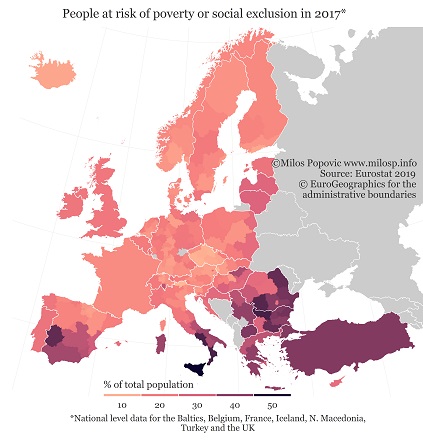 People at risk of poverty or social exclusion in 2017*
©Milos Popovic www.milosp.info
Source: Eurostat 2019
© EuroGeographics for the
administrative boundaries
% of total population
10 20 30 40 50
*National level data for the Baltics, Belgium, France, Iceland, N. Macedonia,
Turkey and the UK